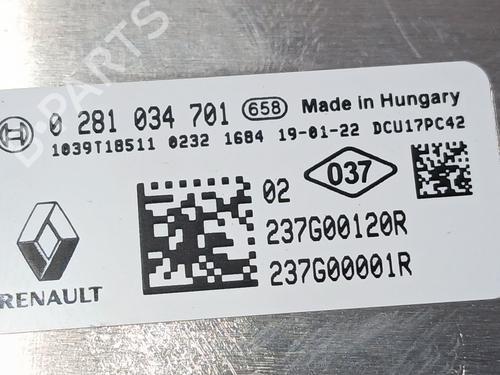 0 281 034 701 658 Made in Hungary
1039T18511 0232 1684 19-01-22 DCU17PC42
037
02
237G00120R
237G00001R
RENAULT